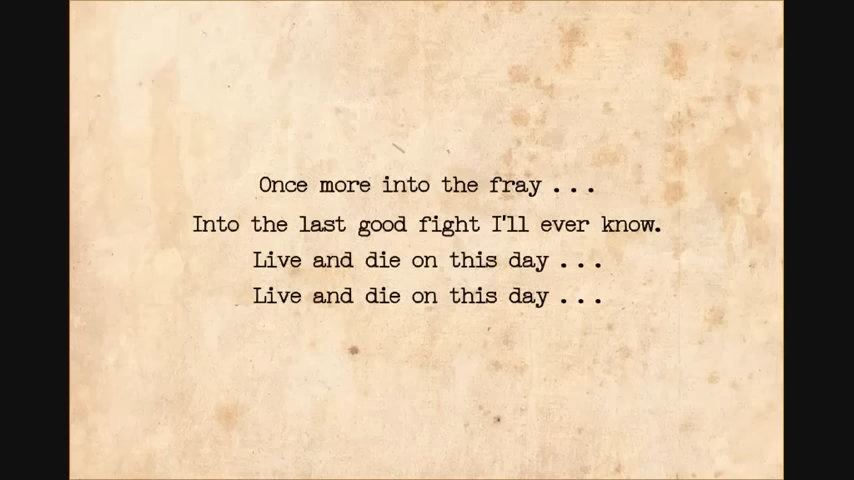 Once more into the fray . . .
Into the last good fight I'll ever know.
Live and die on this day . . .
Live and die on this day . . .